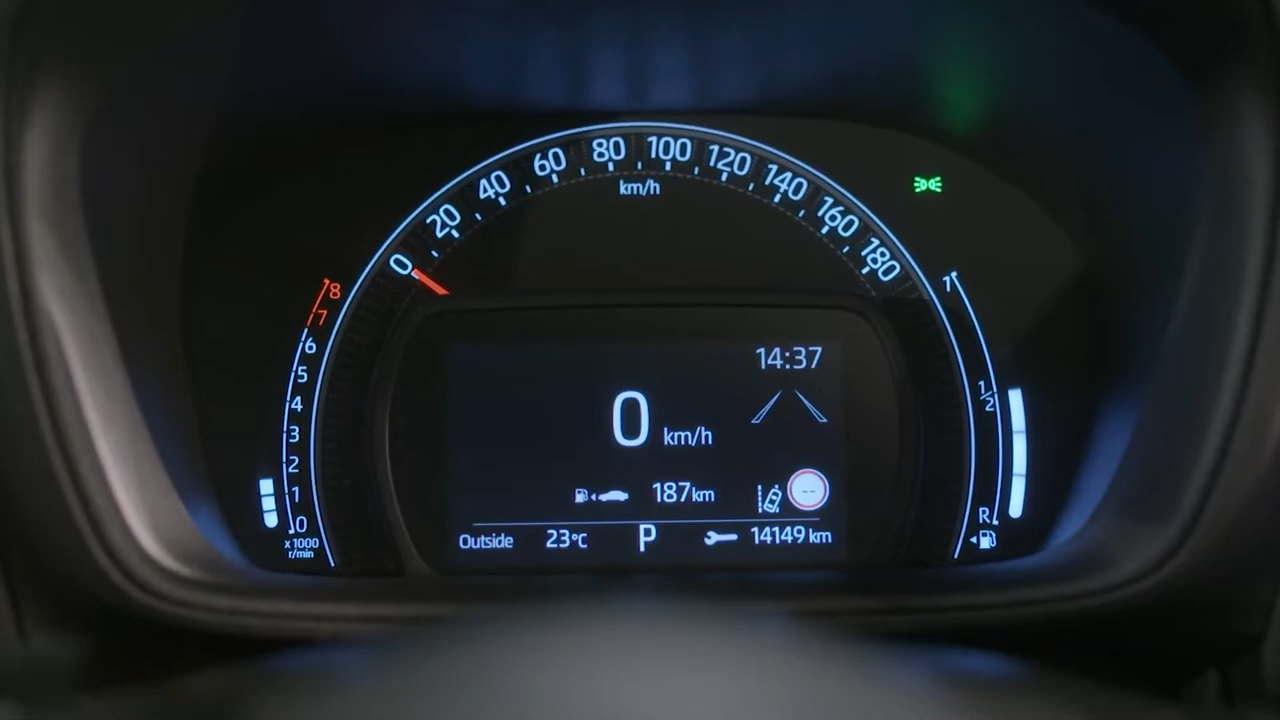 0 20 40 60 80 100 120 140 160 180
km/h
8
7
6
5
4
3
2
1
0
x1000
r/min
14:37
0 km/h
187km
--
Outside 23°C P 14149 km
1
1/2
R